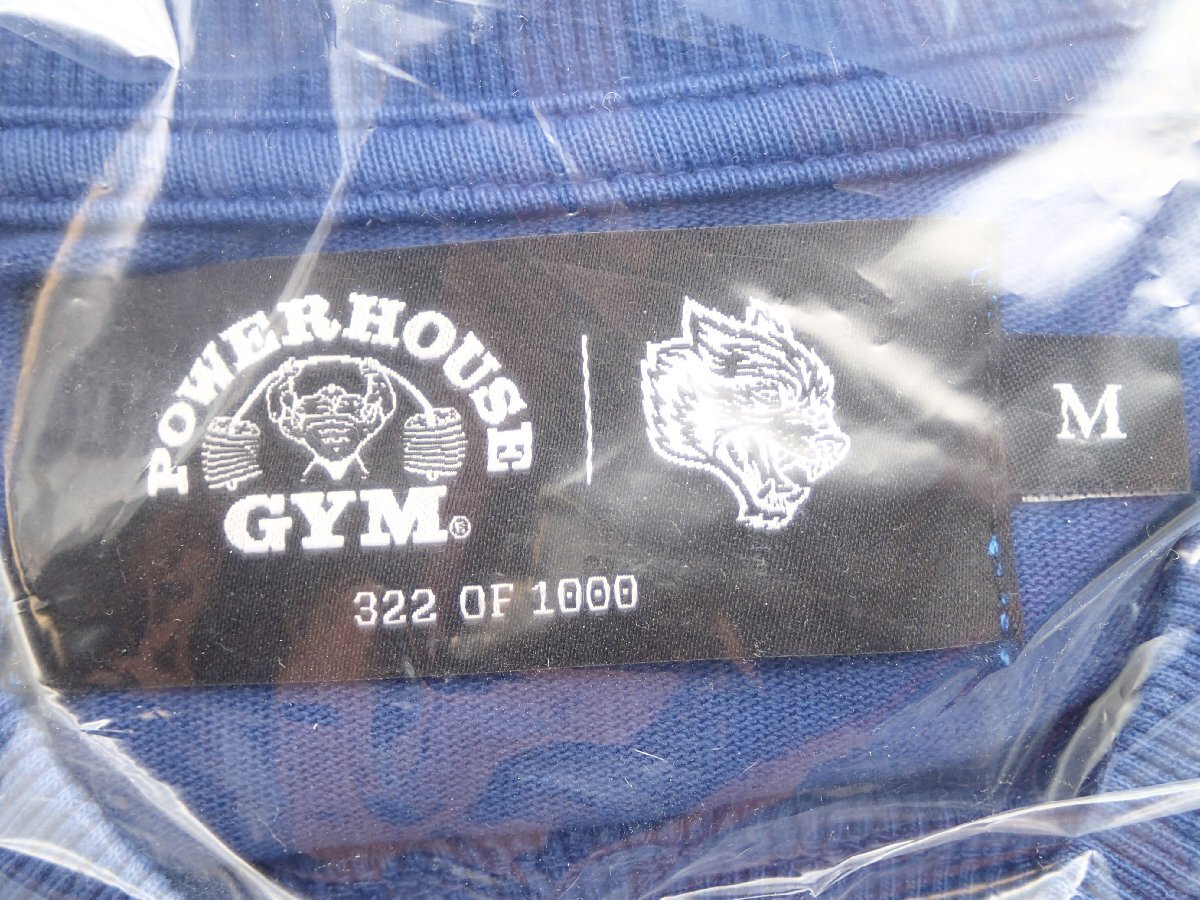 POWERHOUSE
GYM®
322 OF 1000
M